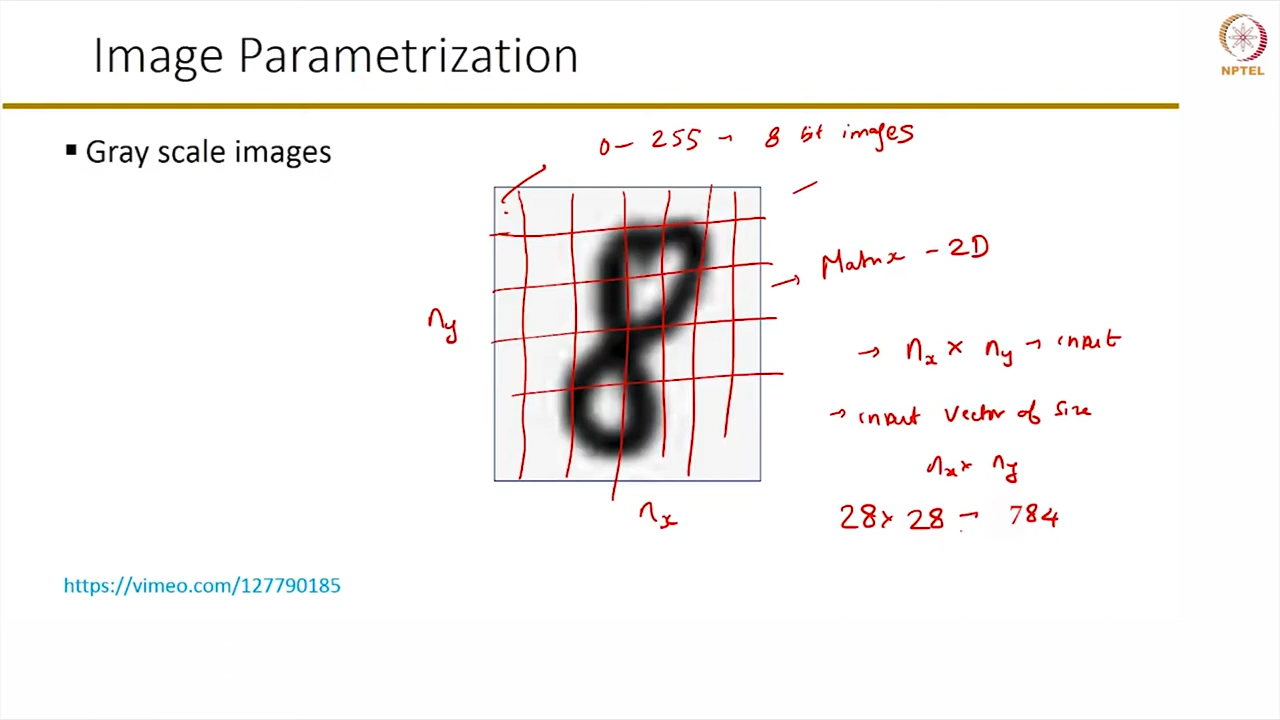 Image Parametrization
NPTEL
▪ Gray scale images
0 - 255 → 8 bit images
Matrix - 2D
ny
→ nx × ny → input
→ input vector of size
nx × ny
nx
28 × 28 → 784
https://vimeo.com/127790185